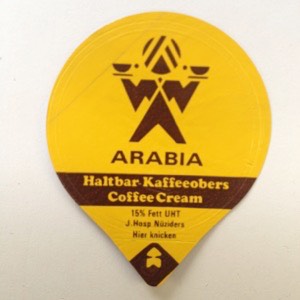 ARABIA
Haltbar-Kaffeeobers
Coffee Cream
15% Fett UHT
J. Hosp Nüziders
Hier knicken